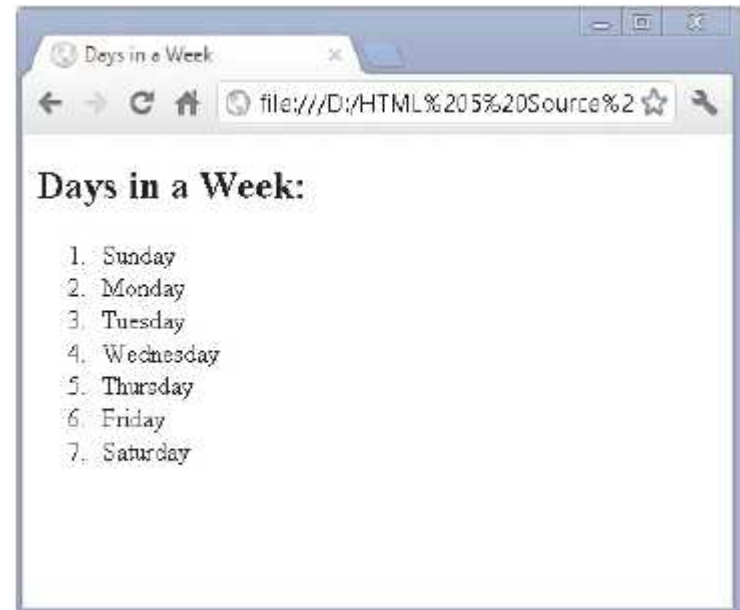 Days in a Week
file:///D:/HTML%205%20Source%2
Days in a Week:
1. Sunday
2. Monday
3. Tuesday
4. Wednesday
5. Thursday
6. Friday
7. Saturday